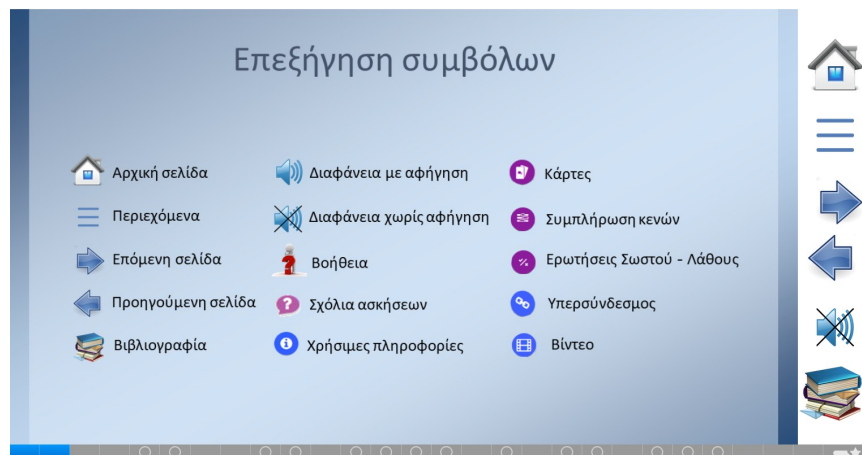 Επεξήγηση συμβόλων
Αρχική σελίδα
Περιεχόμενα
Επόμενη σελίδα
Προηγούμενη σελίδα
Βιβλιογραφία
Διαφάνεια με αφήγηση
Διαφάνεια χωρίς αφήγηση
Βοήθεια
Σχόλια ασκήσεων
Χρήσιμες πληροφορίες
Κάρτες
Συμπλήρωση κενών
Ερωτήσεις Σωστού - Λάθους
Υπερσύνδεσμος
Βίντεο